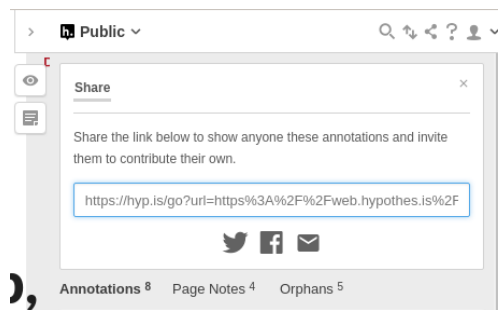 h. Public
Share
Share the link below to show anyone these annotations and invite
them to contribute their own.
https://hyp.is/go?url=https%3A%2F%2Fweb.hypothes.is%2F
Annotations 8 Page Notes 4 Orphans 5